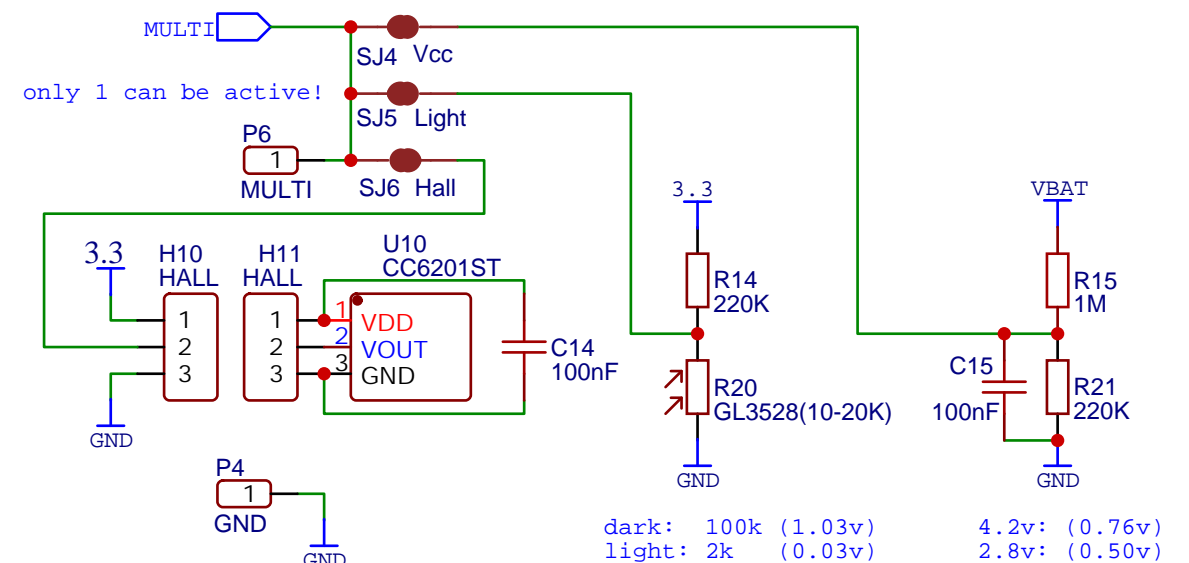 MULTI
SJ4 Vcc
only 1 can be active!
SJ5 Light
P6
1
MULTI
SJ6 Hall
3.3
H10
HALL
1
2
3
GND
H11
HALL
1
2
3
U10
CC6201ST
1
2
3
VDD
VOUT
GND
C14
100nF
P4
1
GND
GND
3.3
R14
220K
R20
GL3528(10-20K)
GND
dark: 100k (1.03v)
light: 2k (0.03v)
VBAT
R15
1M
C15
100nF
R21
220K
GND
4.2v: (0.76v)
2.8v: (0.50v)